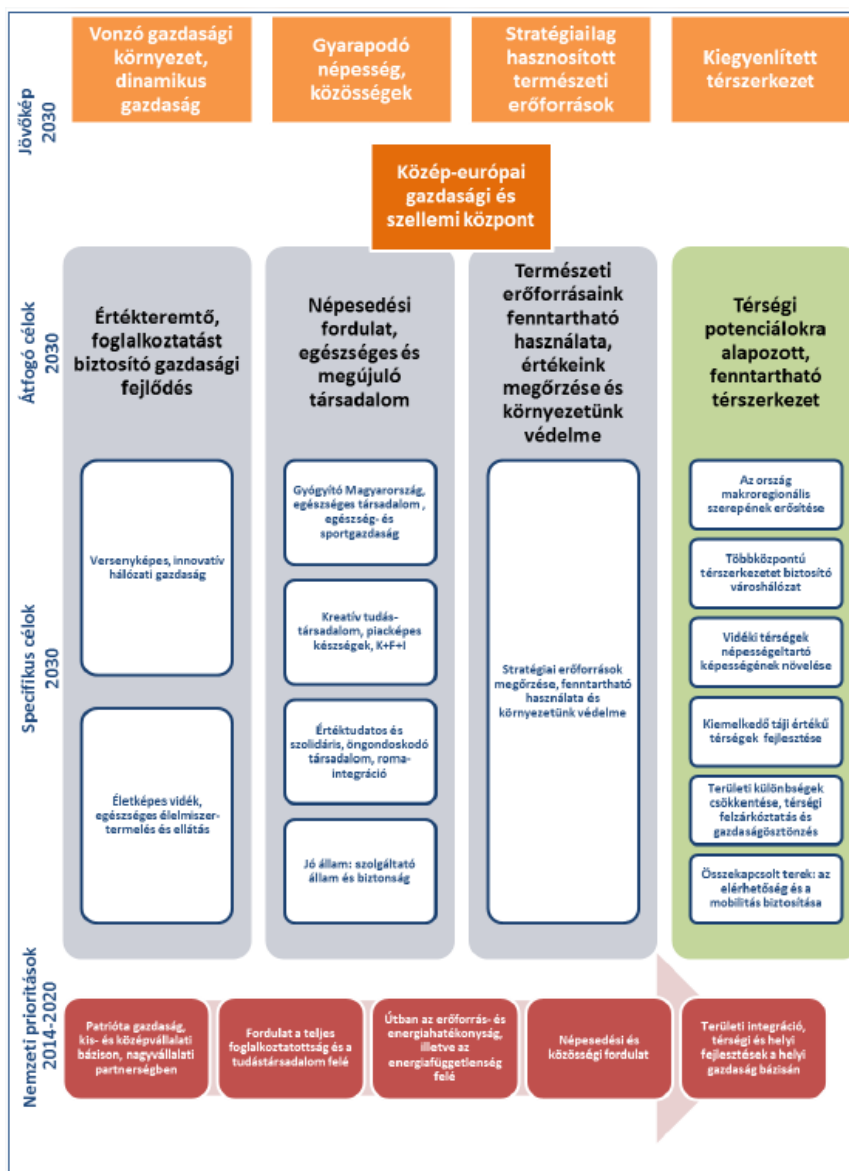 Jövőkép
2030
Vonzó gazdasági
környezet,
dinamikus
gazdaság
Gyarapodó
népesség,
közösségek
Stratégiailag
hasznosított
természeti
erőforrások
Kiegyenlített
térszerkezet
Közép-európai
gazdasági és
szellemi központ
Átfogó célok
2030
Értékteremtő,
foglalkoztatást
biztosító gazdasági
fejlődés
Népesedési
fordulat,
egészséges és
megújuló
társadalom
Természeti
erőforrásaink
fenntartható
használata,
értékeink
megőrzése és
környezetünk
védelme
Térségi
potenciálokra
alapozott,
fenntartható
térszerkezet
Specifikus célok
2030
Versenyképes, innovatív
hálózati gazdaság
Életképes vidék,
egészséges élelmiszer-
termelés és ellátás
Gyógyító Magyarország,
egészséges társadalom ,
egészség- és
sportgazdaság
Kreatív tudás-
társadalom, piacképes
készségek, K+F+I
Értéktudatos és
szolidáris, öngondoskodó
társadalom, roma-
integráció
Jó állam: szolgáltató
állam és biztonság
Stratégiai erőforrások
megőrzése, fenntartható
használata és
környezetünk védelme
Az ország
makroregionális
szerepének erősítése
Többközpontú
térszerkezetet biztosító
városhálózat
Vidéki térségek
népességeltartó
képességének növelése
Kiemelkedő táji értékű
térségek fejlesztése
Területi különbségek
csökkentése, térségi
felzárkóztatás és
gazdaságösztönzés
Összekapcsolt terek: az
elérhetőség és a
mobilitás biztosítása
Nemzeti prioritások
2014-2020
Patrióta gazdaság,
kis- és középvállalati
bázison, nagyvállalati
partnerségben
Fordulat a teljes
foglalkoztatottság és a
tudástársadalom felé
Útban az erőforrás- és
energiahatékonyság,
illetve az
energiafüggetlenség
felé
Népesedési és
közösségi fordulat
Területi integráció,
térségi és helyi
fejlesztések a helyi
gazdaság bázisán